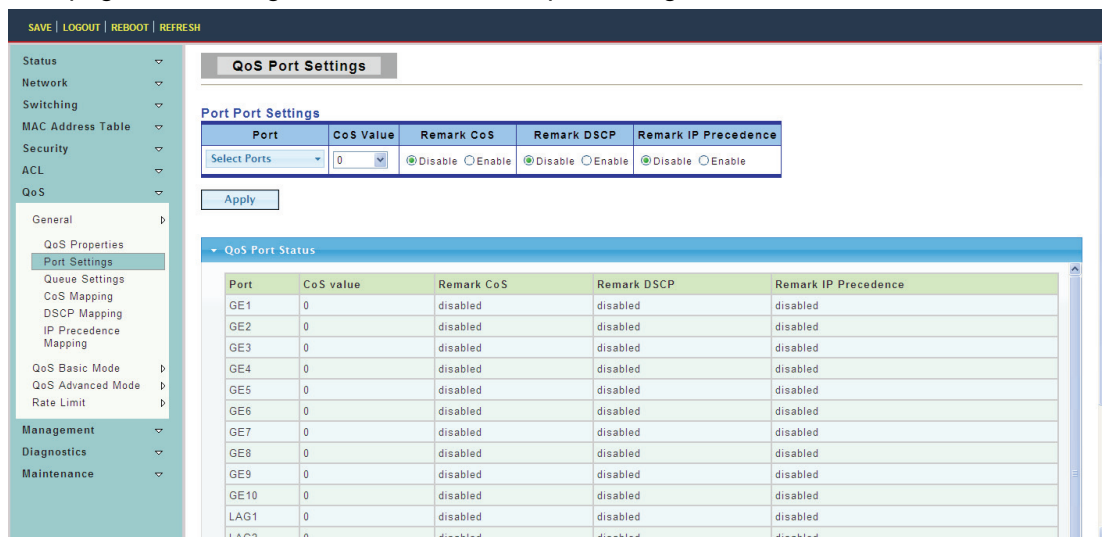 SAVE | LOGOUT | REBOOT | REFRESH
Status
Network
Switching
MAC Address Table
Security
ACL
QoS
General
QoS Properties
Port Settings
Queue Settings
CoS Mapping
DSCP Mapping
IP Precedence
Mapping
QoS Basic Mode
QoS Advanced Mode
Rate Limit
Management
Diagnostics
Maintenance
QoS Port Settings
Port Port Settings
Port CoS Value Remark CoS Remark DSCP Remark IP Precedence
Select Ports 0 Disable Enable Disable Enable Disable Enable
Apply
QoS Port Status
Port CoS value Remark CoS Remark DSCP Remark IP Precedence
GE1 0 disabled disabled disabled
GE2 0 disabled disabled disabled
GE3 0 disabled disabled disabled
GE4 0 disabled disabled disabled
GE5 0 disabled disabled disabled
GE6 0 disabled disabled disabled
GE7 0 disabled disabled disabled
GE8 0 disabled disabled disabled
GE9 0 disabled disabled disabled
GE10 0 disabled disabled disabled
LAG1 0 disabled disabled disabled